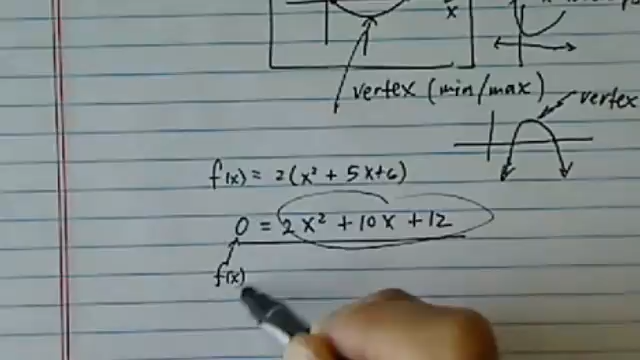 x
vertex (min/max)
vertex
f(x) = 2(x² + 5x+6)
0 = 2x² + 10x + 12
f(x)